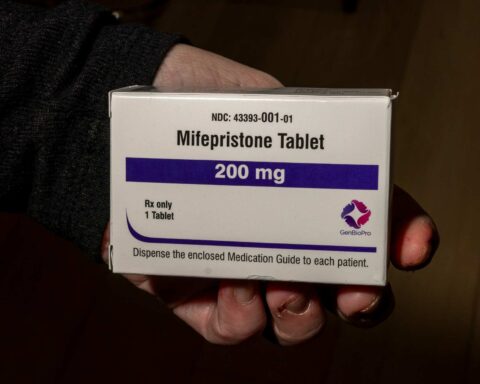 NDC: 43393-001-01
Mifepristone Tablet
200 mg
Rx only
1 Tablet
GenBioPro
Dispense the enclosed Medication Guide to each patient.